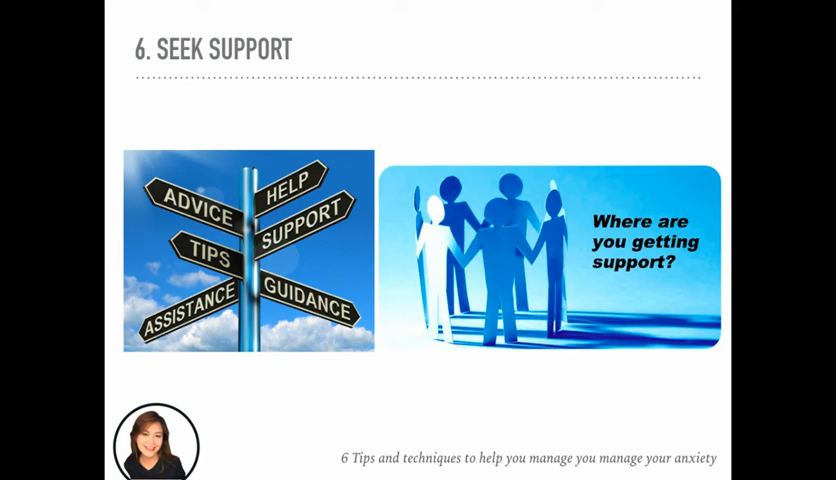 6. SEEK SUPPORT
ADVICE
HELP
SUPPORT
TIPS
ASSISTANCE
GUIDANCE
Where are
you getting
support?
6 Tips and techniques to help you manage you manage your anxiety